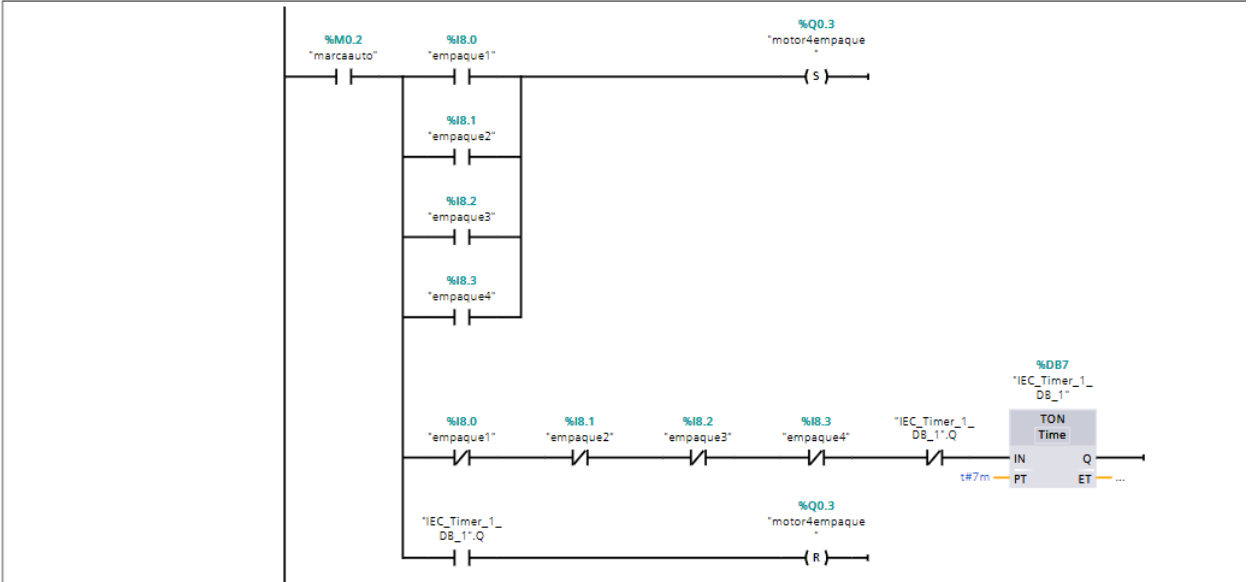 %Q0.3
%M0.2 %I8.0 "motor4empaque
"marcaauto" "empaque1" "
S
%I8.1
"empaque2"
%I8.2
"empaque3"
%I8.3
"empaque4"
%DB7
"IEC_Timer_1_
DB_1"
%I8.0 %I8.1 %I8.2 %I8.3 "IEC_Timer_1_ TON
"empaque1" "empaque2" "empaque3" "empaque4" DB_1".Q Time
IN Q
t#7m PT ET ...
%Q0.3
"IEC_Timer_1_ "motor4empaque
DB_1".Q "
R